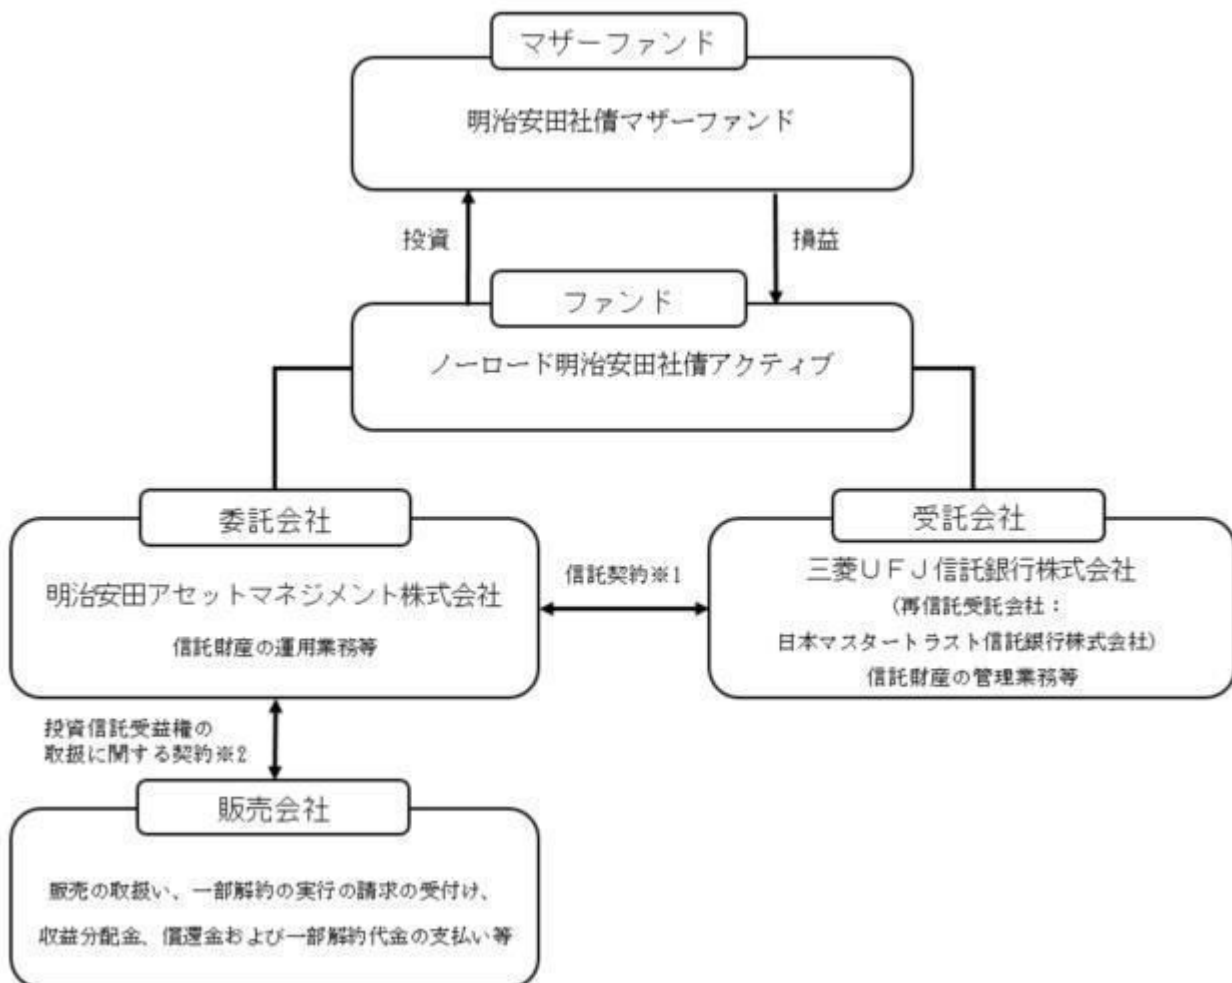 マザーファンド
明治安田社債マザーファンド
投資
損益
ファンド
ノーロード明治安田社債アクティブ
委託会社
明治安田アセットマネジメント株式会社
信託財産の運用業務等
信託契約※1
受託会社
三菱UFJ信託銀行株式会社
(再信託受託会社：
日本マスタートラスト信託銀行株式会社)
信託財産の管理業務等
投資信託受益権の
取扱に関する契約※2
販売会社
販売の取扱い、一部解約の実行の請求の受付け、
収益分配金、償還金および一部解約代金の支払い等